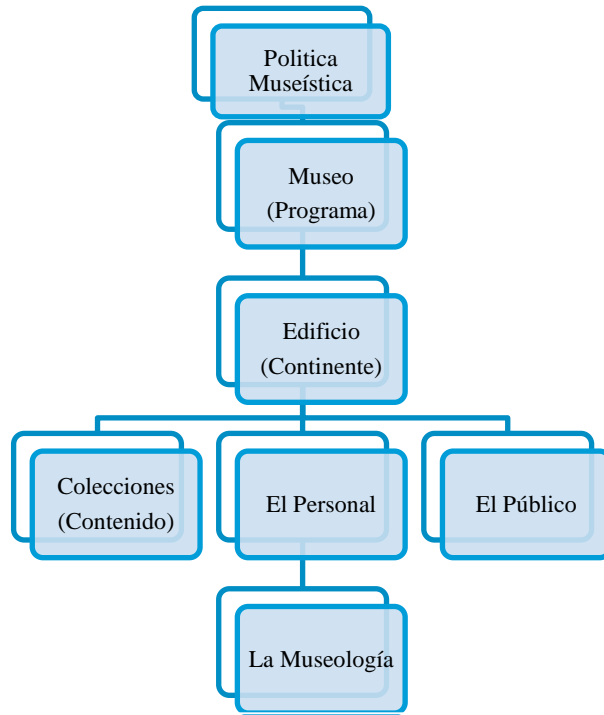 Politica
Museística
Museo
(Programa)
Edificio
(Continente)
Colecciones
(Contenido)
El Personal
El Público
La Museología